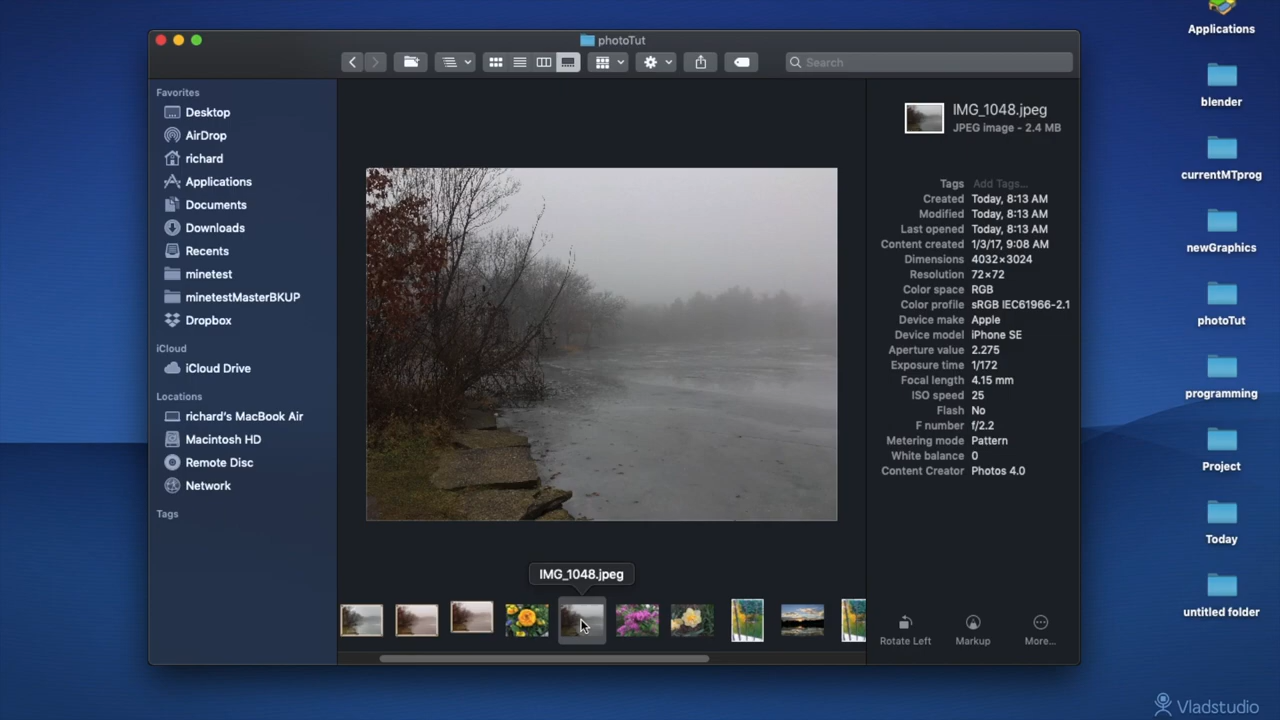 photoTut
Search
Favorites
Desktop
AirDrop
richard
Applications
Documents
Downloads
Recents
minetest
minetestMasterBKUP
Dropbox
iCloud
iCloud Drive
Locations
richard's MacBook Air
Macintosh HD
Remote Disc
Network
Tags
IMG_1048.jpeg
IMG_1048.jpeg
JPEG image - 2.4 MB
Tags Add Tags...
Created Today, 8:13 AM
Modified Today, 8:13 AM
Last opened Today, 8:13 AM
Content created 1/3/17, 9:08 AM
Dimensions 4032×3024
Resolution 72×72
Color space RGB
Color profile sRGB IEC61966-2.1
Device make Apple
Device model iPhone SE
Aperture value 2.275
Exposure time 1/172
Focal length 4.15 mm
ISO speed 25
Flash No
F number f/2.2
Metering mode Pattern
White balance 0
Content Creator Photos 4.0
Rotate Left Markup More...
Applications
blender
currentMTprog
newGraphics
photoTut
programming
Project
Today
untitled folder
Vladstudio